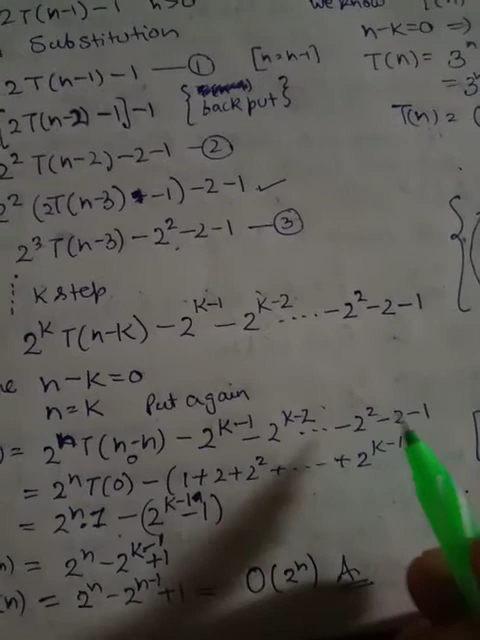 2T(n-1)-1 n>0
we know
Substitution
n-k=0 ⇒
2T(n-1)-1 —① [n=n-1]
T(n) = 3ⁿ
[2T(n-2)-1]-1 {back put}
T(n) =
2² T(n-2)-2-1 —②
2² (2T(n-3) -1)-2-1 ✓
2³ T(n-3)-2²-2-1 —③
K step
2ᵏ T(n-k) - 2ᵏ⁻¹ - 2ᵏ⁻² ..... -2²-2-1
n-k=0
n=k Put again
= 2ⁿ T(n-n) - 2ᵏ⁻¹ - 2ᵏ⁻² ... -2²-2-1
= 2ⁿ T(0) - (1+2+2²+....+2ᵏ⁻¹
= 2ⁿ.1 - (2ᵏ⁻¹-1)
= 2ⁿ-2ᵏ⁻¹+1
(n) = 2ⁿ-2ⁿ⁻¹+1 = O(2ⁿ) A